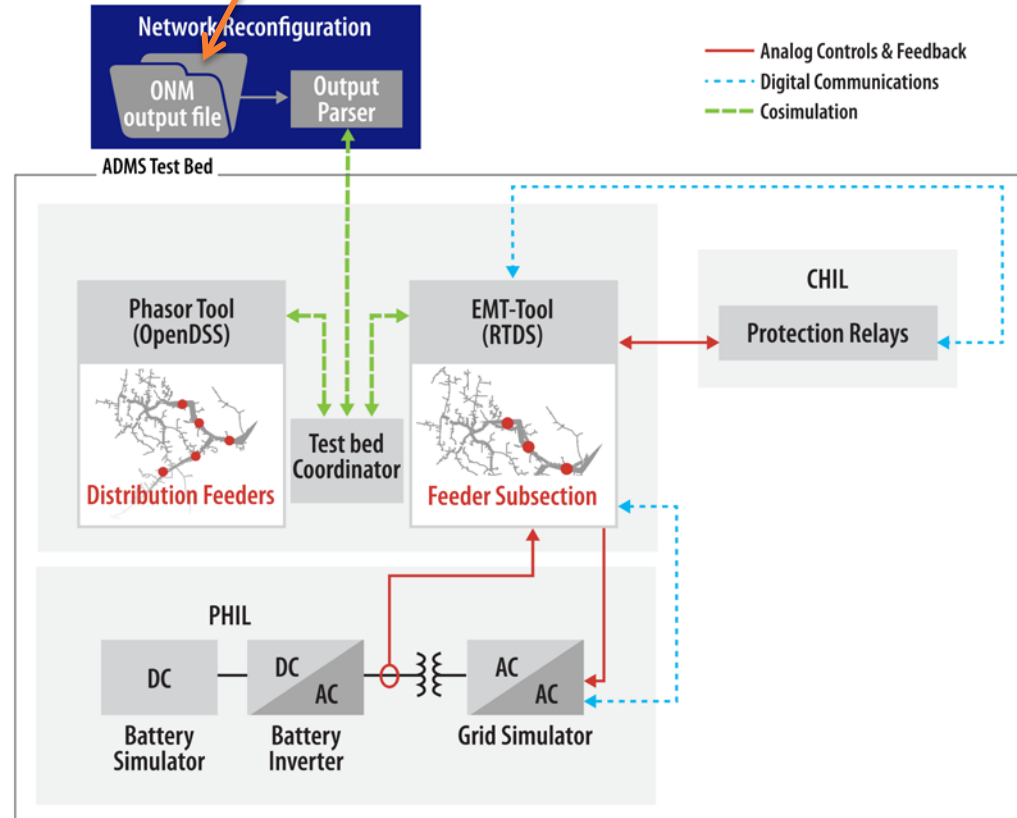 Network Reconfiguration
ONM
output file
Output
Parser
Analog Controls & Feedback
Digital Communications
Cosimulation
ADMS Test Bed
Phasor Tool
(OpenDSS)
EMT-Tool
(RTDS)
CHIL
Protection Relays
Test bed
Coordinator
Distribution Feeders
Feeder Subsection
PHIL
DC
DC
AC
AC
AC
Battery
Simulator
Battery
Inverter
Grid Simulator